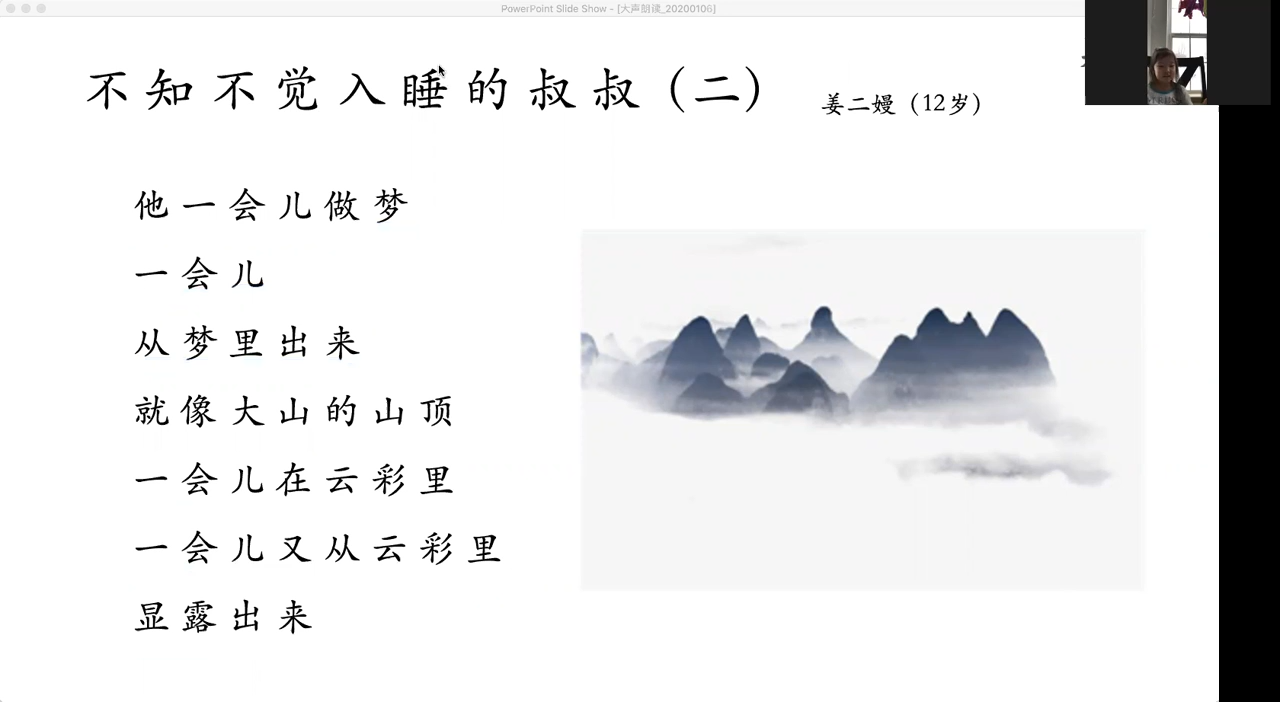 PowerPoint Slide Show - [大声朗读_20200106]
不知不觉入睡的叔叔（二）
姜二嫚（12岁）
他一会儿做梦
一会儿
从梦里出来
就像大山的山顶
一会儿在云彩里
一会儿又从云彩里
显露出来